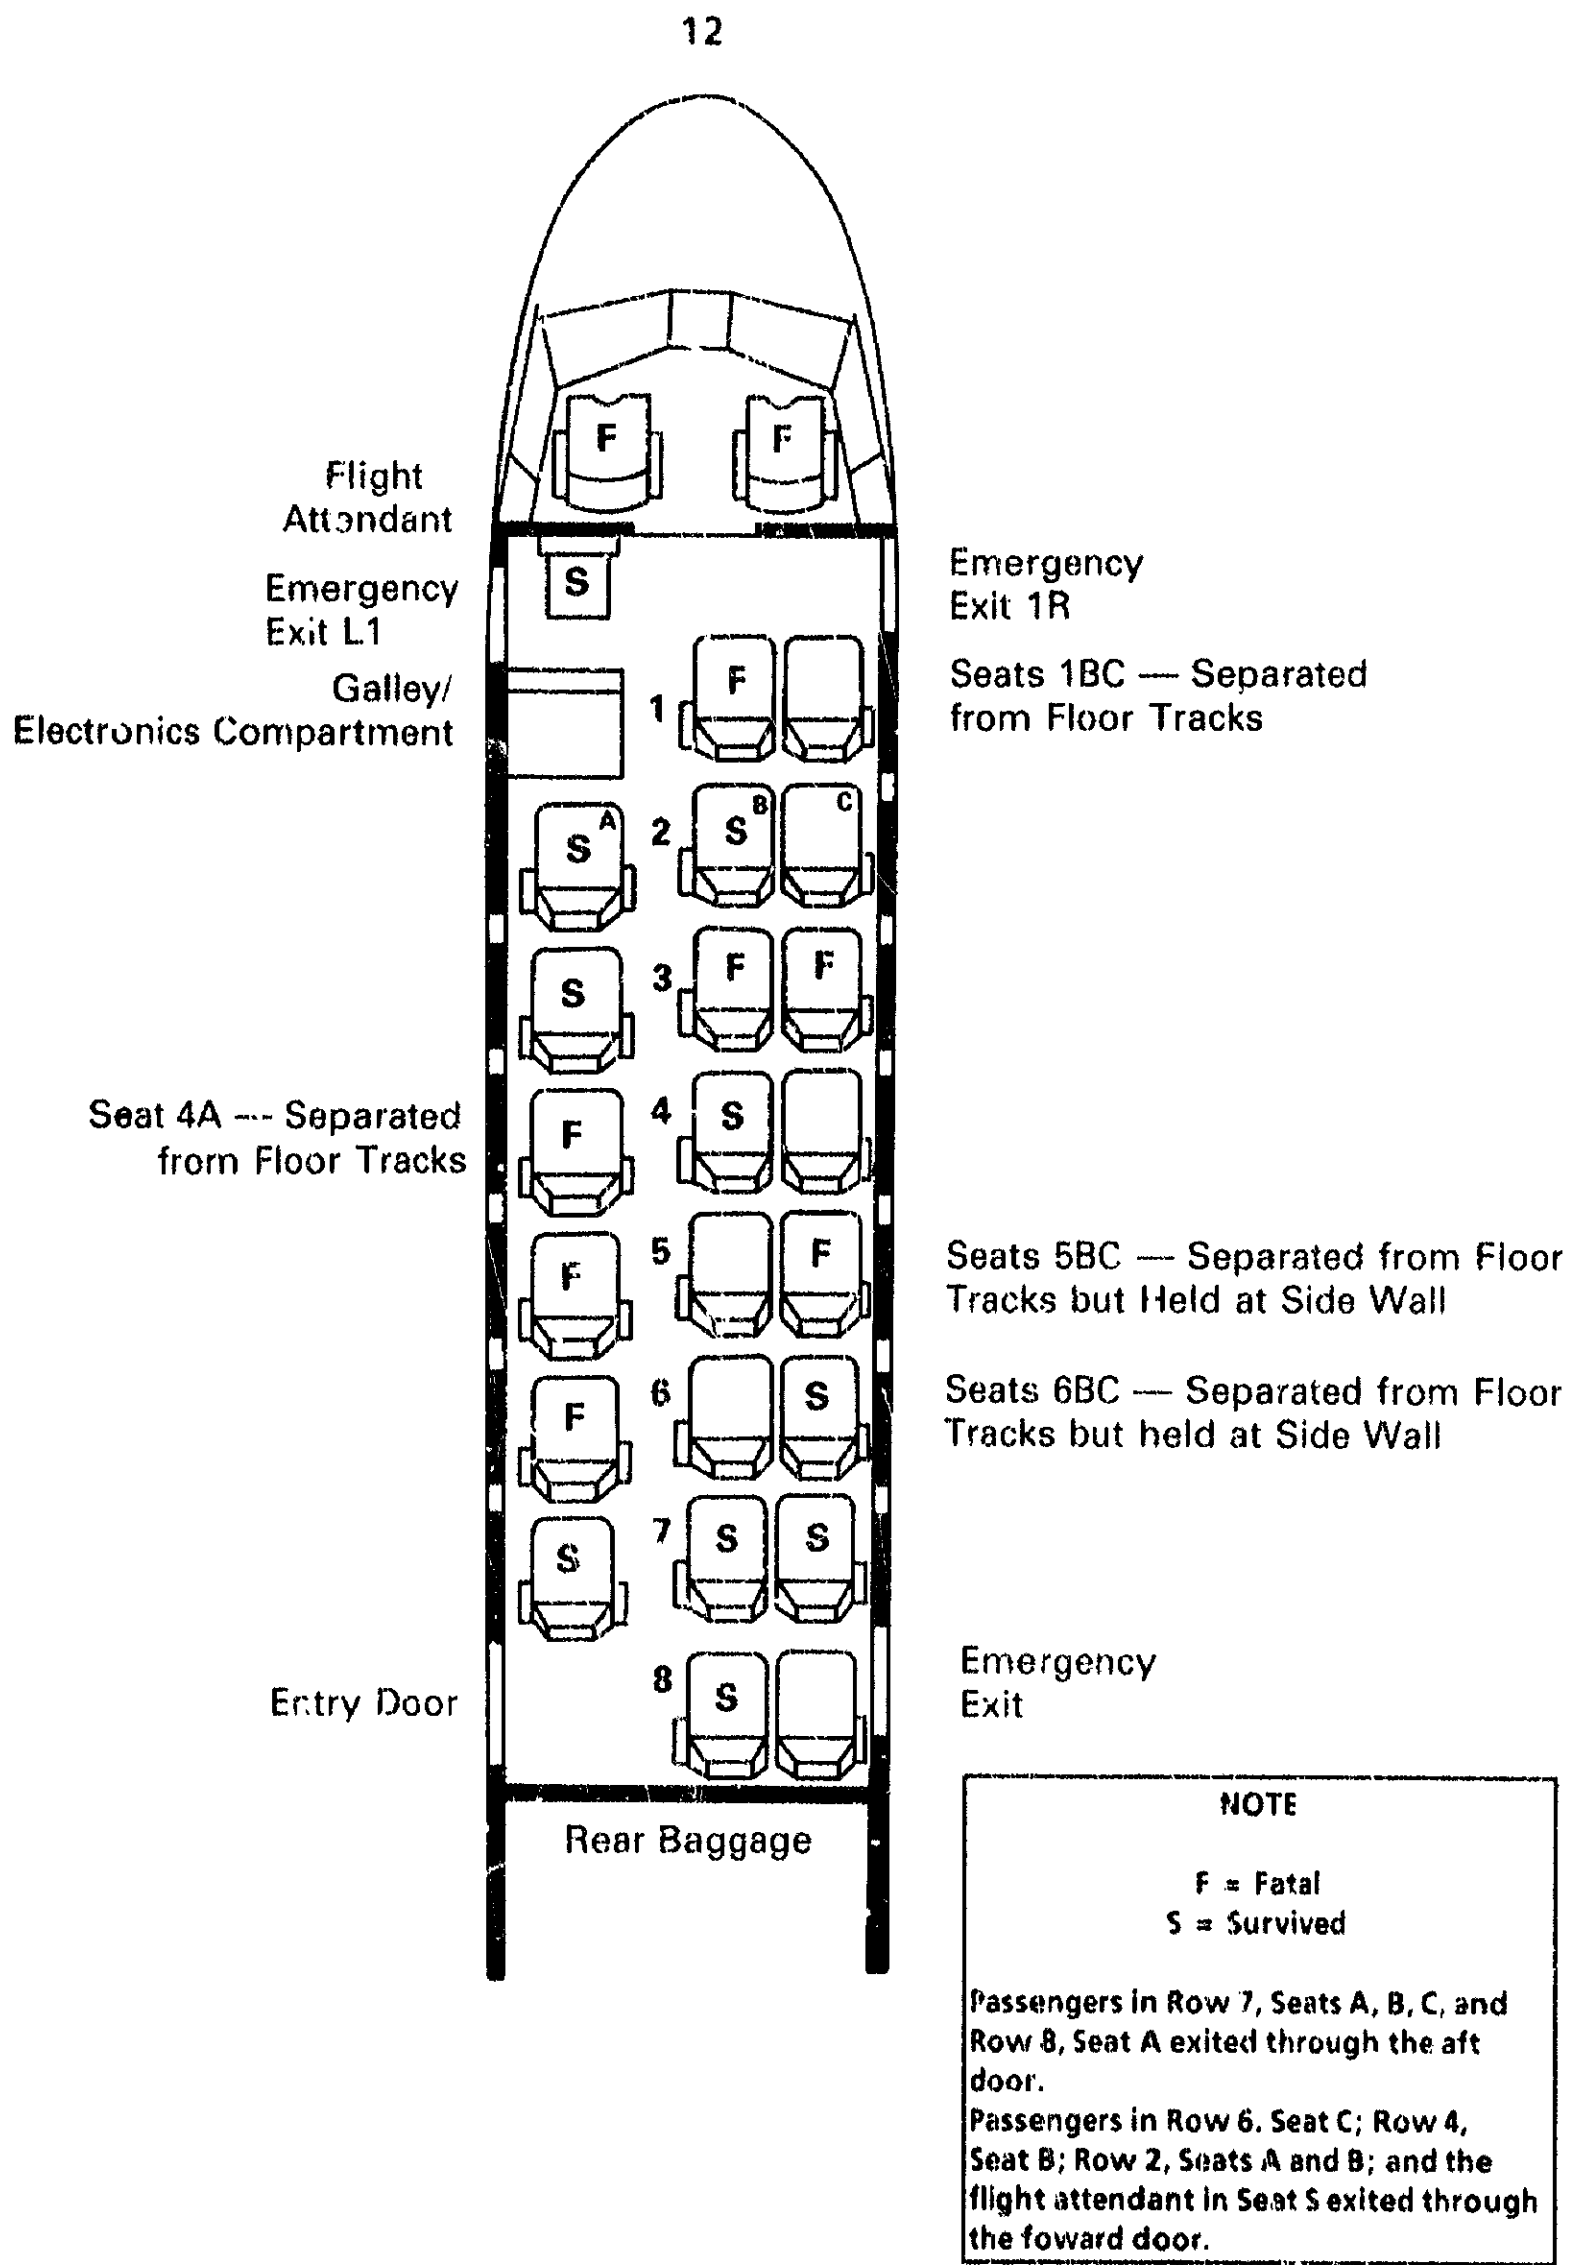 12
F F
Flight
Attendant
S
Emergency
Exit L1
Emergency
Exit 1R
Galley/
Electronics Compartment
1 F
Seats 1BC — Separated
from Floor Tracks
S A 2 S B C
S 3 F F
Seat 4A --- Separated
from Floor Tracks
F 4 S
F 5 F
Seats 5BC — Separated from Floor
Tracks but Held at Side Wall
F 6 S
Seats 6BC — Separated from Floor
Tracks but held at Side Wall
S 7 S S
Entry Door
8 S
Emergency
Exit
Rear Baggage
NOTE
F = Fatal
S = Survived
Passengers in Row 7, Seats A, B, C, and
Row 8, Seat A exited through the aft
door.
Passengers in Row 6. Seat C; Row 4,
Seat B; Row 2, Seats A and B; and the
flight attendant in Seat S exited through
the foward door.